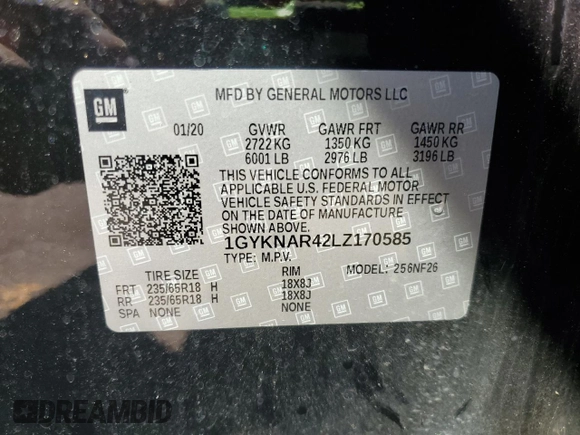 GM
MFD BY GENERAL MOTORS LLC
01/20 GVWR GAWR FRT GAWR RR
2722 KG 1350 KG 1450 KG
6001 LB 2976 LB 3196 LB
THIS VEHICLE CONFORMS TO ALL
APPLICABLE U.S. FEDERAL MOTOR
VEHICLE SAFETY STANDARDS IN EFFECT
ON THE DATE OF MANUFACTURE
SHOWN ABOVE.
1GYKNAR42LZ170585
TYPE: M.P.V. MODEL: 256NF26
TIRE SIZE RIM
FRT 235/65R18 H 18X8J
RR 235/65R18 H 18X8J
SPA NONE NONE
DREAMBID